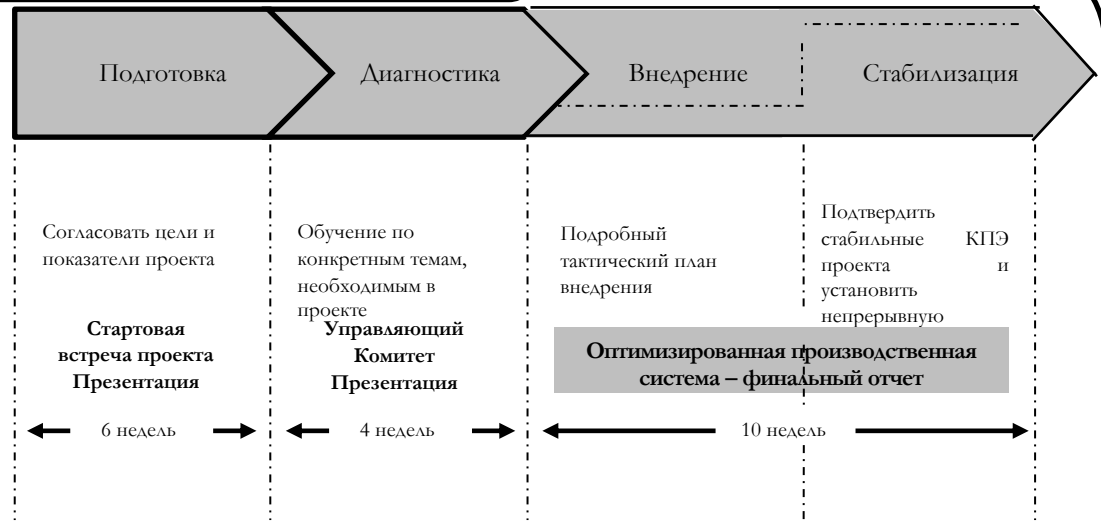 Подготовка
Диагностика
Внедрение
Стабилизация
Согласовать цели и
показатели проекта
Стартовая
встреча проекта
Презентация
6 недель
Обучение по
конкретным темам,
необходимым в
проекте
Управляющий
Комитет
Презентация
4 недель
Подробный
тактический план
внедрения
Подтвердить
стабильные КПЭ
проекта и
установить
непрерывную
Оптимизированная производственная
система – финальный отчет
10 недель